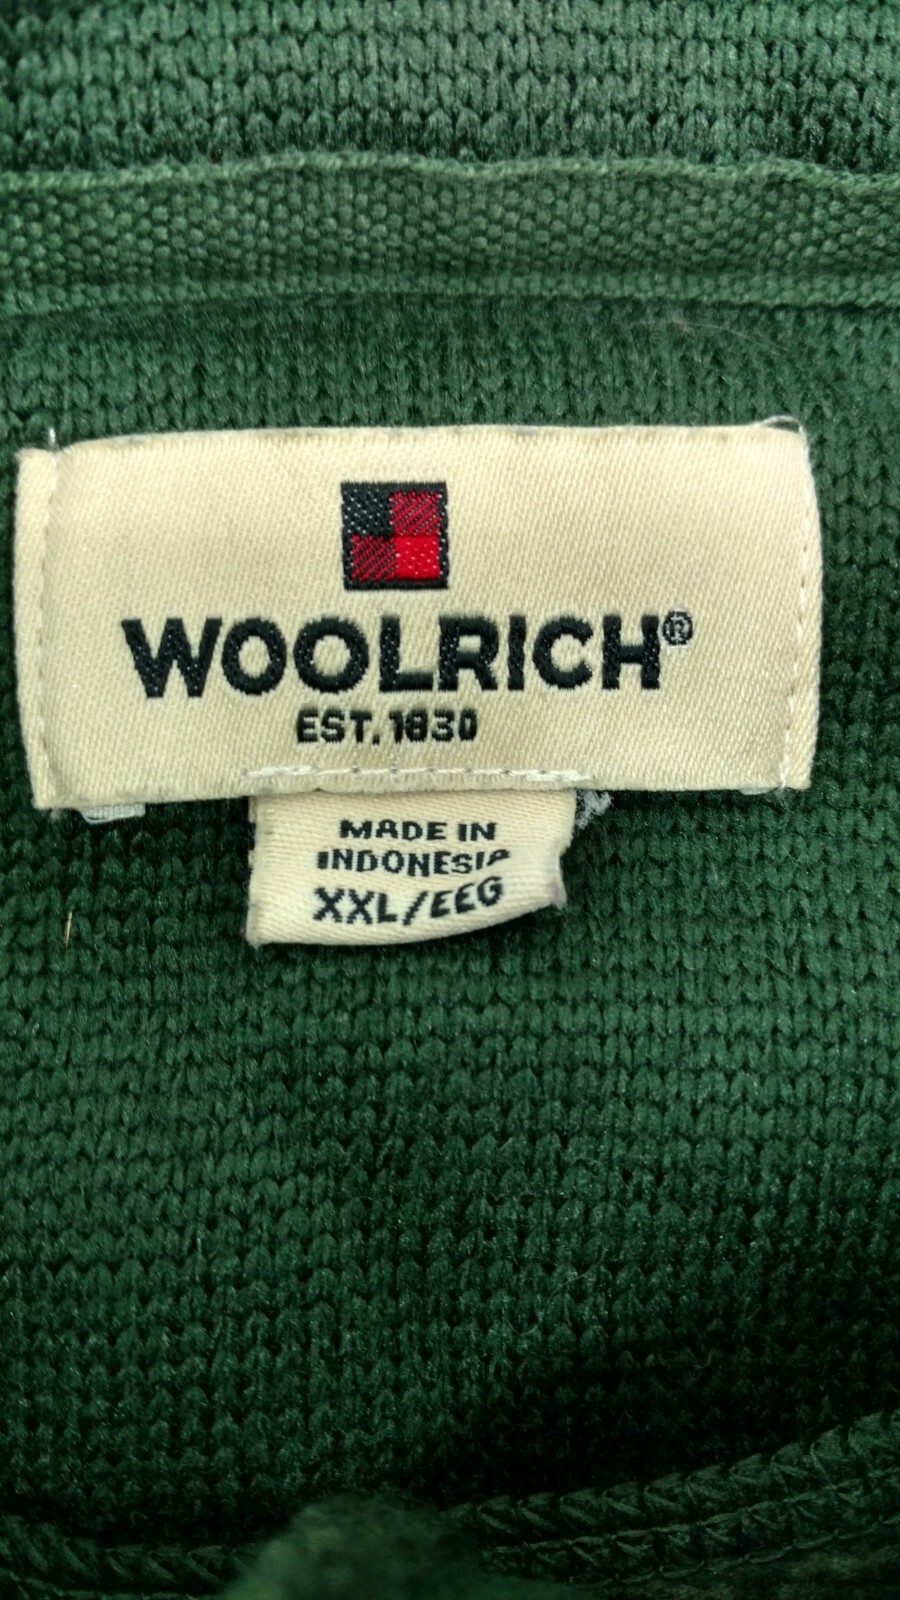 WOOLRICH®
EST. 1830
MADE IN
INDONESIA
XXL/EEG